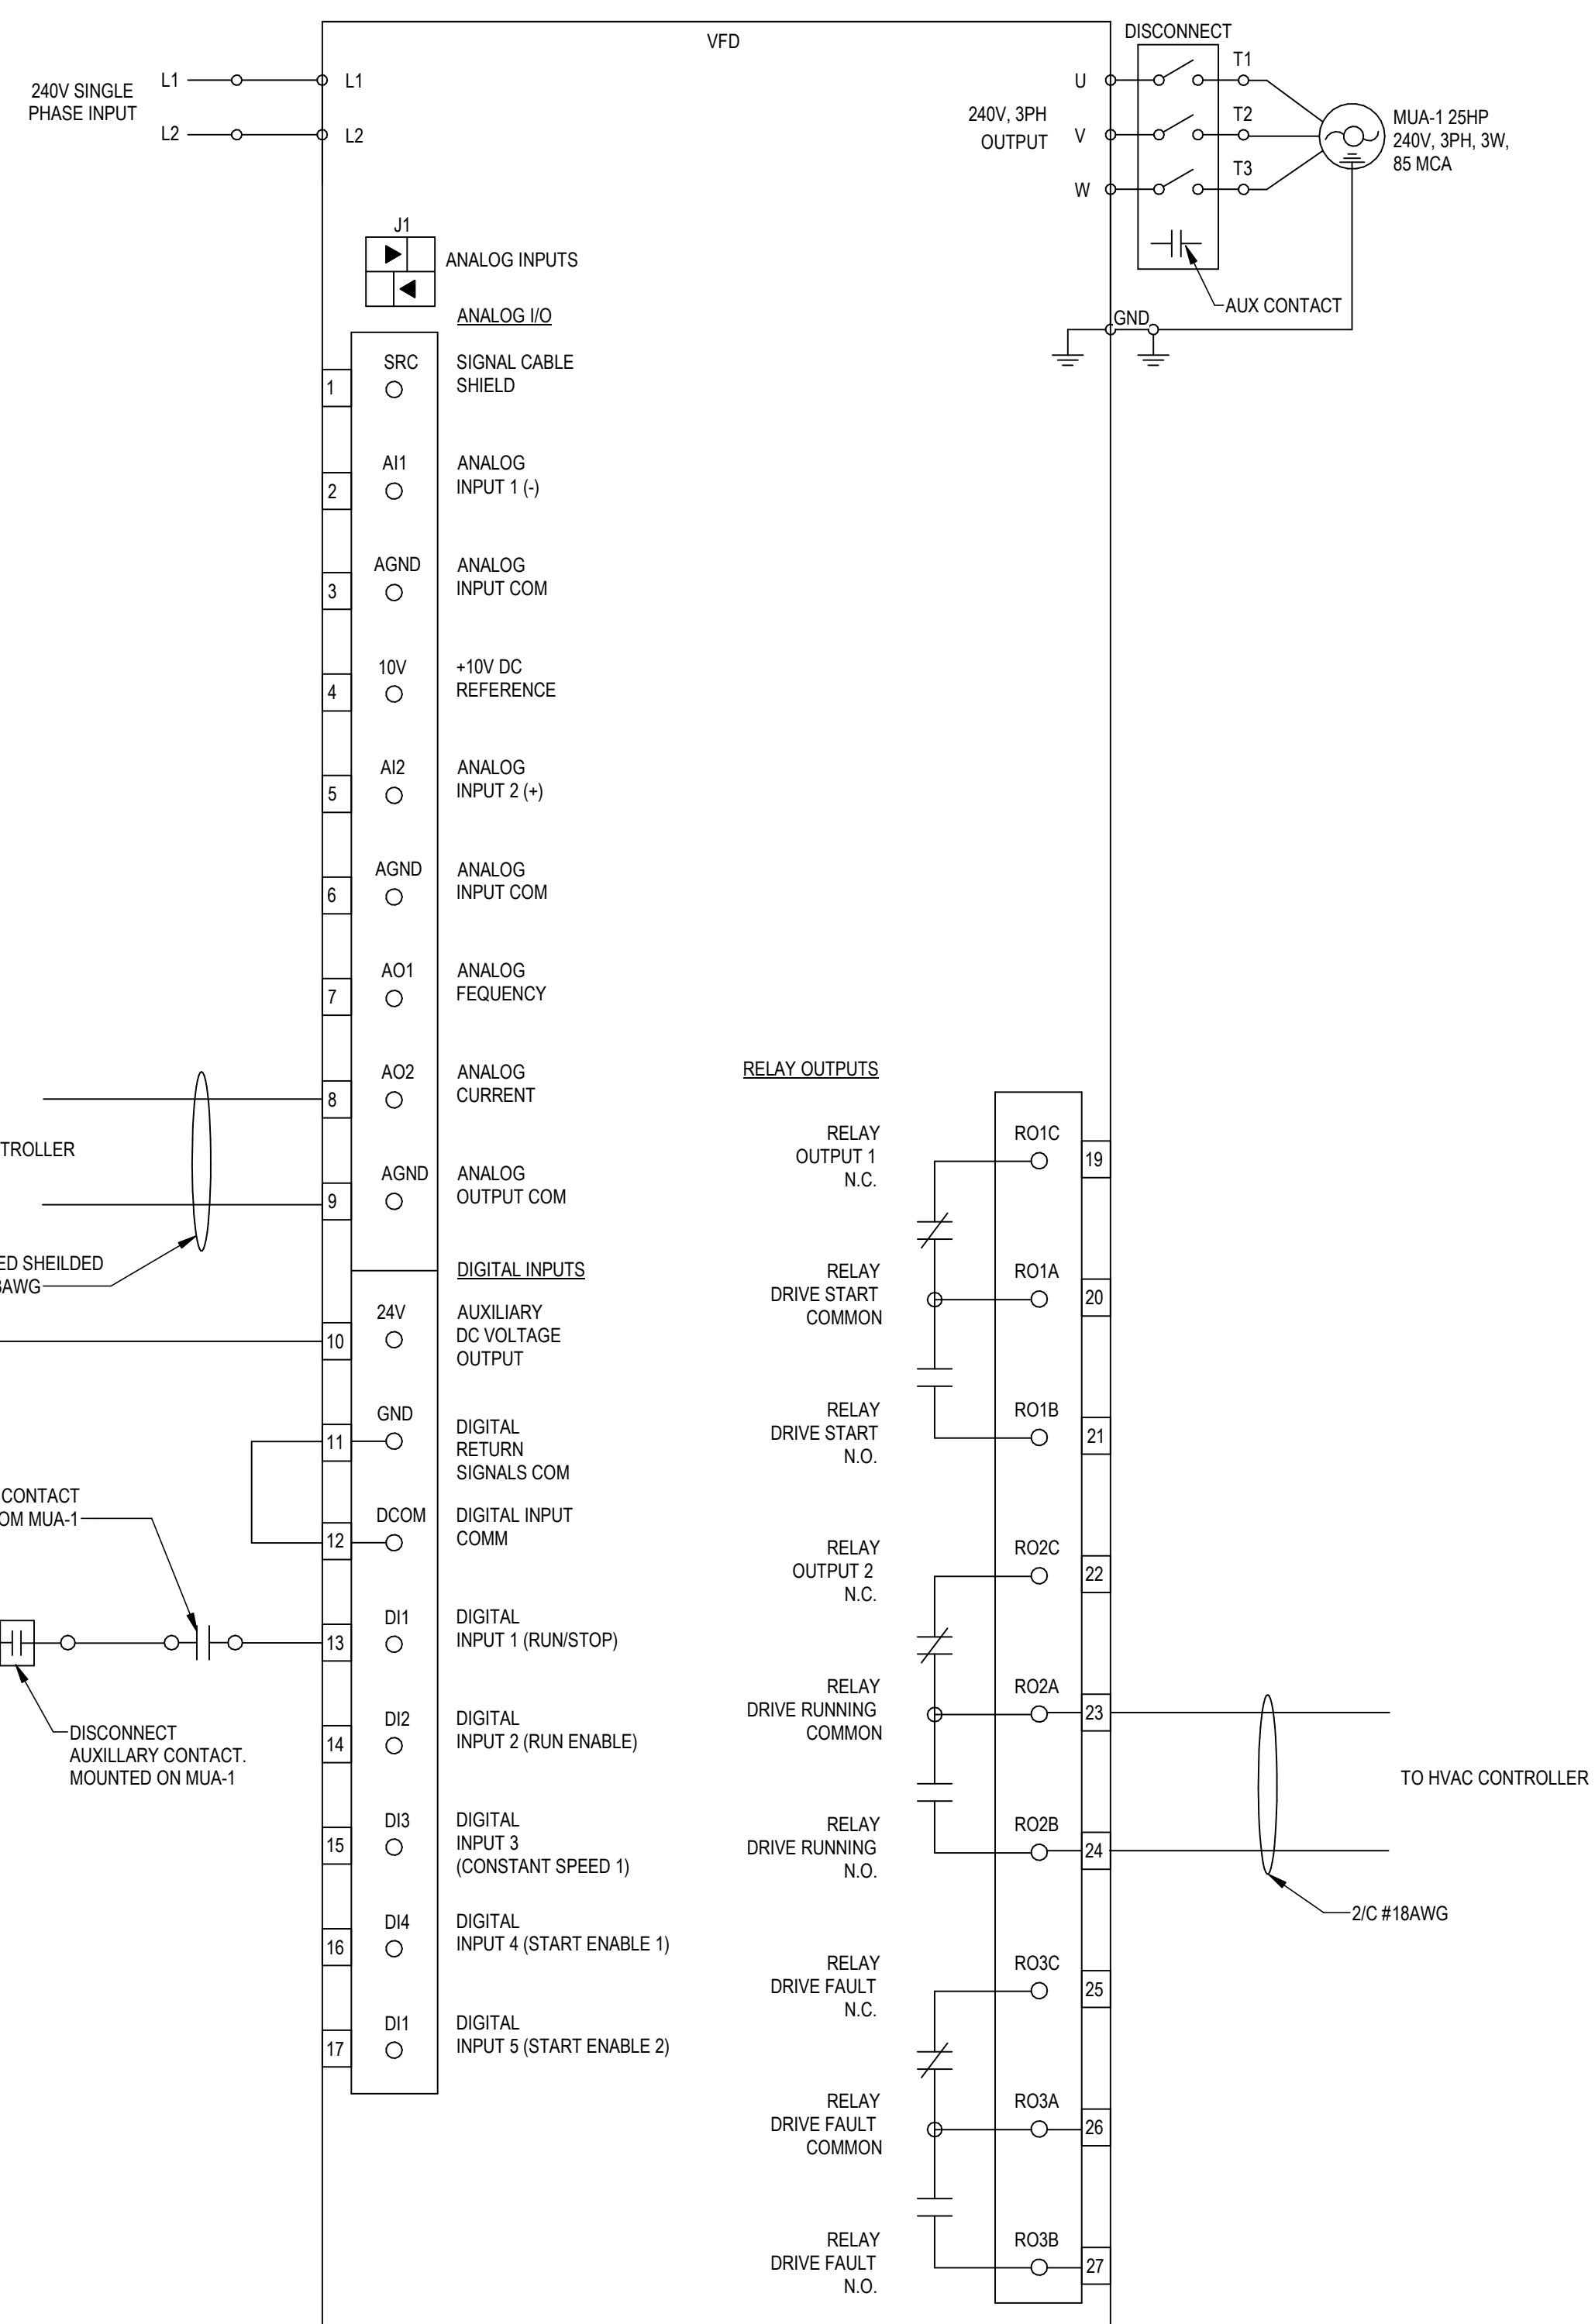 VFD
DISCONNECT
240V SINGLE
PHASE INPUT
L1
L2
L1
L2
240V, 3PH
OUTPUT
U
V
W
T1
T2
T3
MUA-1 25HP
240V, 3PH, 3W,
85 MCA
AUX CONTACT
GND
J1
ANALOG INPUTS
ANALOG I/O
1
SRC
SIGNAL CABLE
SHIELD
2
AI1
ANALOG
INPUT 1 (-)
3
AGND
ANALOG
INPUT COM
4
10V
+10V DC
REFERENCE
5
AI2
ANALOG
INPUT 2 (+)
6
AGND
ANALOG
INPUT COM
7
AO1
ANALOG
FEQUENCY
8
AO2
ANALOG
CURRENT
TROLLER
9
AGND
ANALOG
OUTPUT COM
ED SHEILDED
AWG
DIGITAL INPUTS
10
24V
AUXILIARY
DC VOLTAGE
OUTPUT
11
GND
DIGITAL
RETURN
SIGNALS COM
CONTACT
OM MUA-1
12
DCOM
DIGITAL INPUT
COMM
13
DI1
DIGITAL
INPUT 1 (RUN/STOP)
DISCONNECT
AUXILLARY CONTACT.
MOUNTED ON MUA-1
14
DI2
DIGITAL
INPUT 2 (RUN ENABLE)
15
DI3
DIGITAL
INPUT 3
(CONSTANT SPEED 1)
16
DI4
DIGITAL
INPUT 4 (START ENABLE 1)
17
DI1
DIGITAL
INPUT 5 (START ENABLE 2)
RELAY OUTPUTS
RELAY
OUTPUT 1
N.C.
RO1C
19
RELAY
DRIVE START
COMMON
RO1A
20
RELAY
DRIVE START
N.O.
RO1B
21
RELAY
OUTPUT 2
N.C.
RO2C
22
RELAY
DRIVE RUNNING
COMMON
RO2A
23
TO HVAC CONTROLLER
RELAY
DRIVE RUNNING
N.O.
RO2B
24
2/C #18AWG
RELAY
DRIVE FAULT
N.C.
RO3C
25
RELAY
DRIVE FAULT
COMMON
RO3A
26
RELAY
DRIVE FAULT
N.O.
RO3B
27